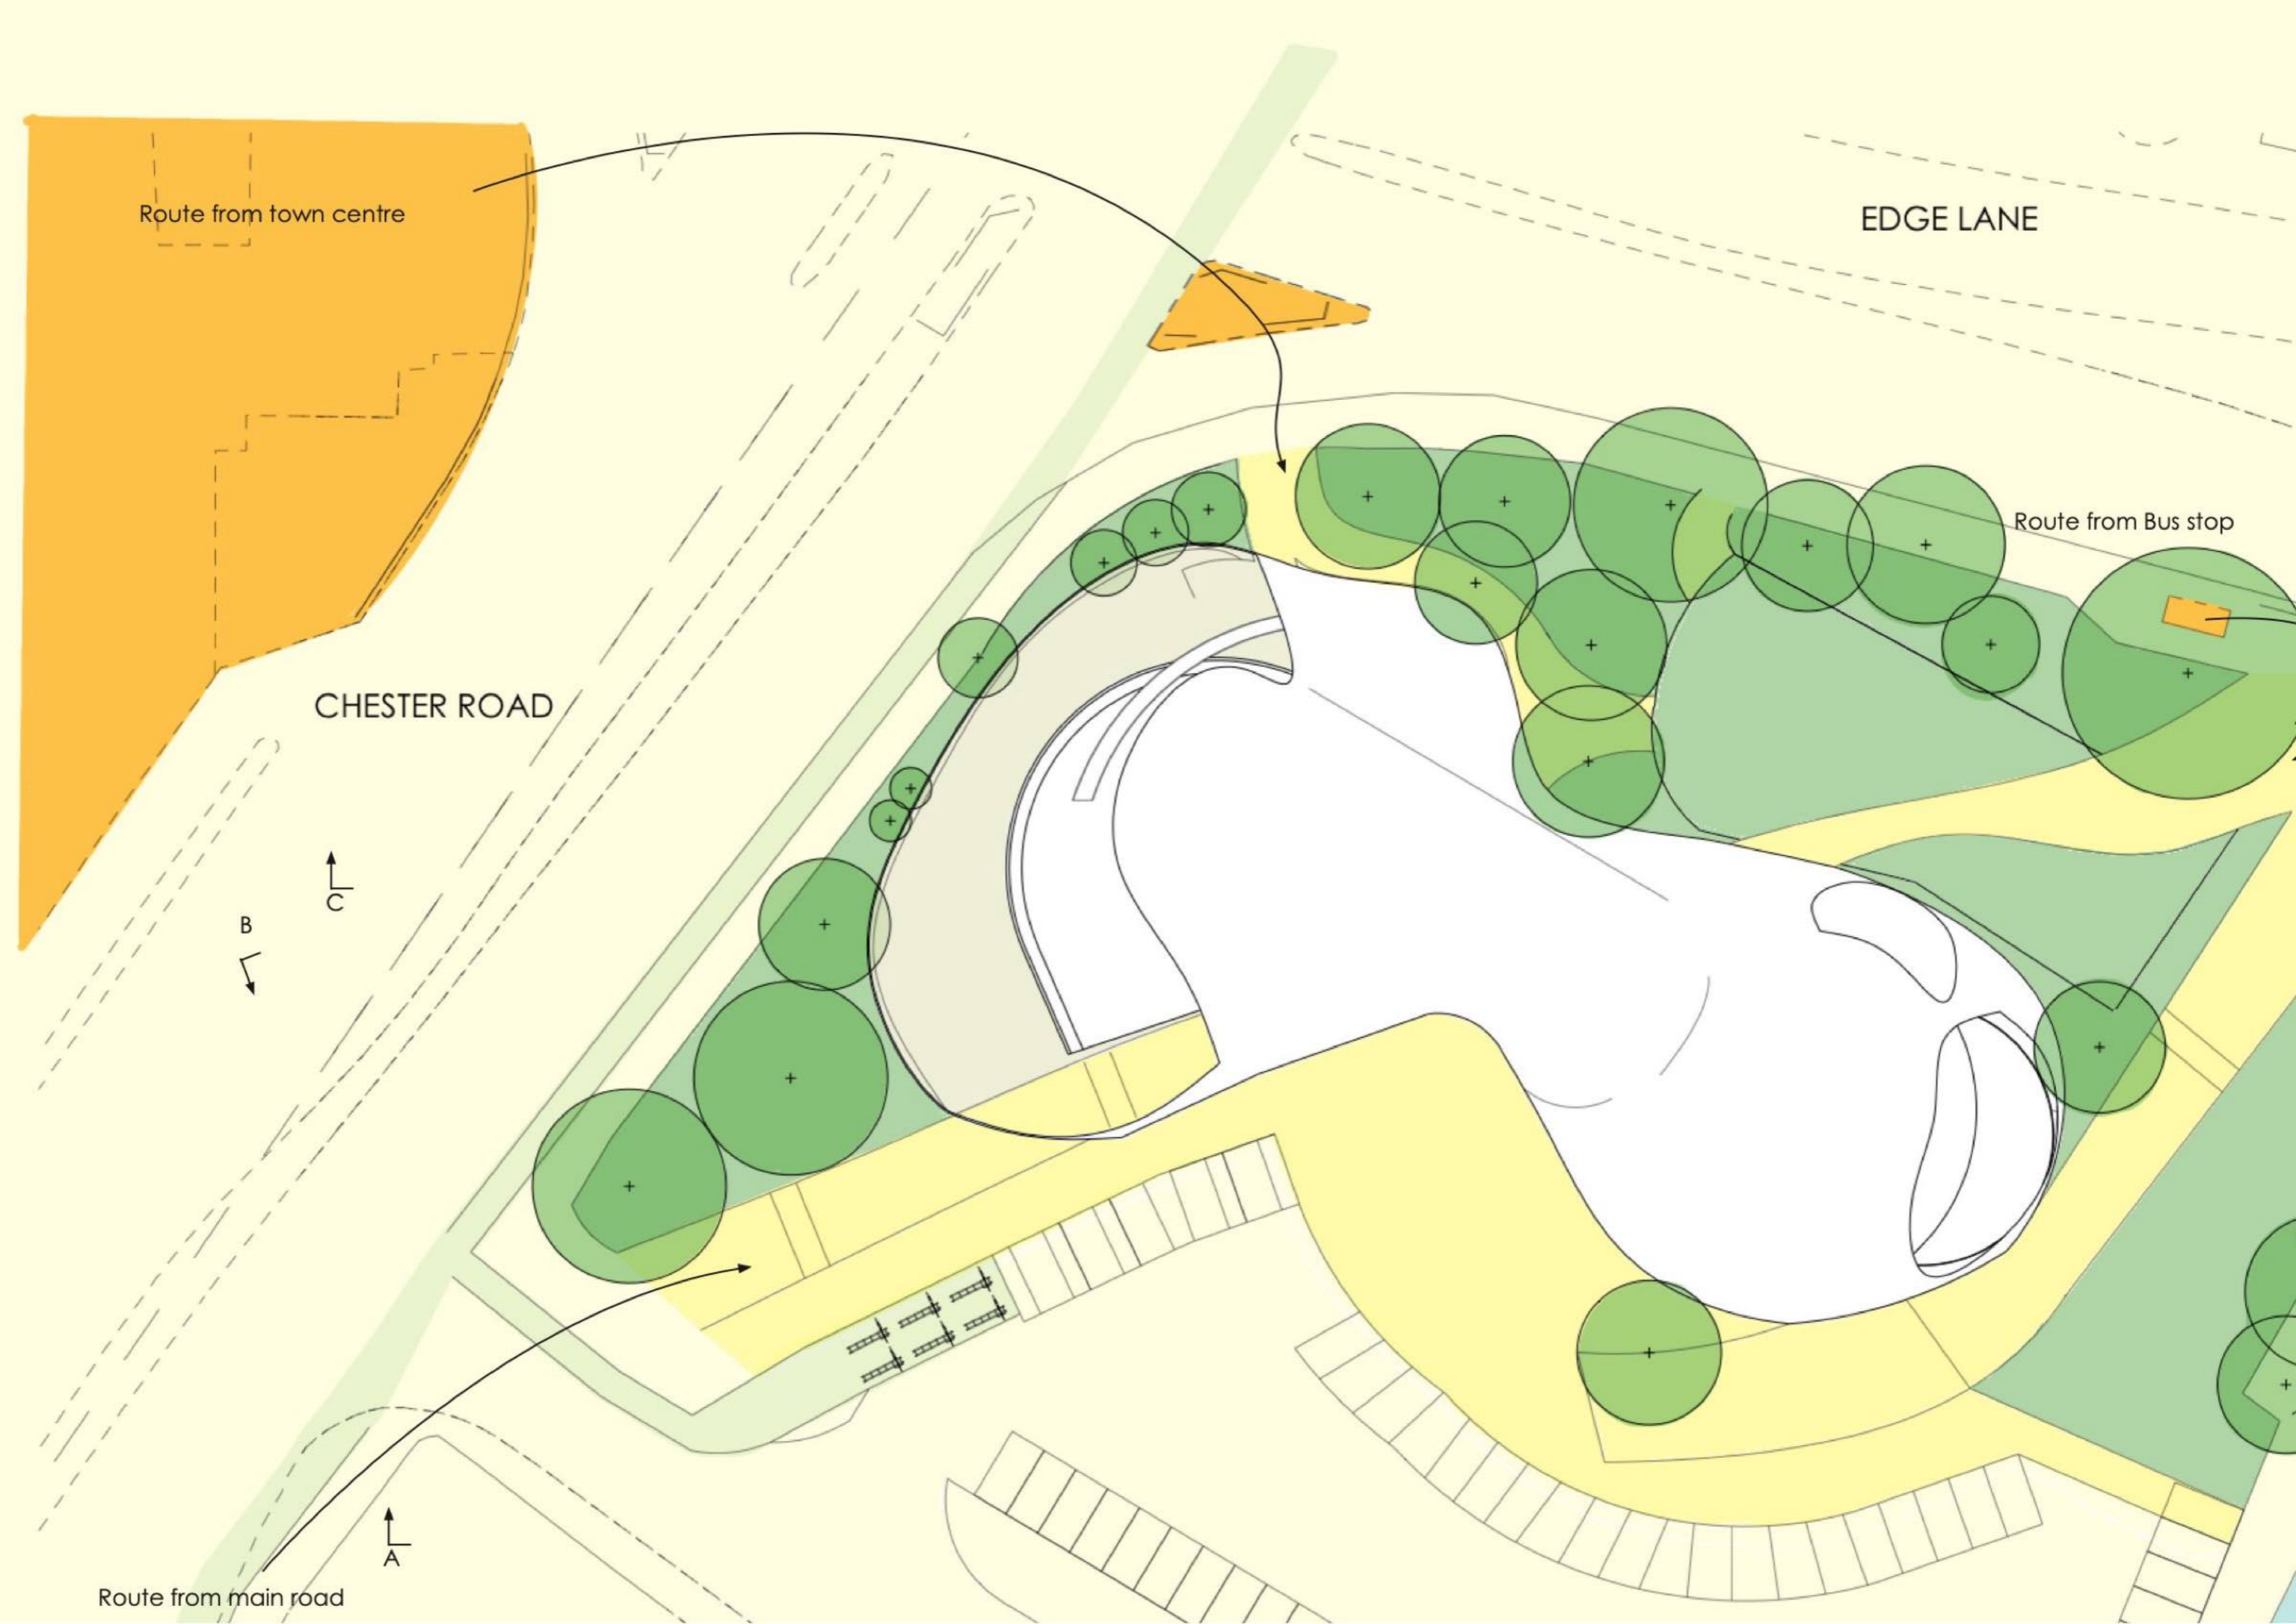 Route from town centre
EDGE LANE
Route from Bus stop
CHESTER ROAD
C
B
A
Route from main road